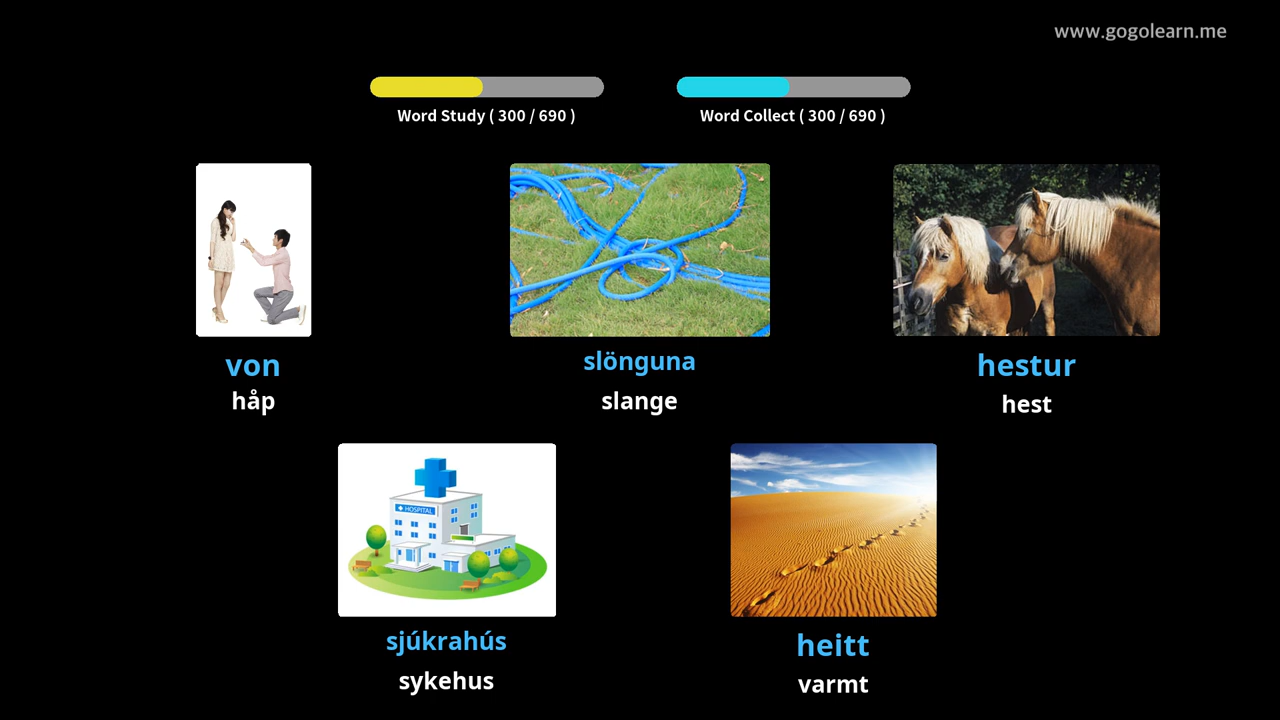 www.gogolearn.me
Word Study ( 300 / 690 )
Word Collect ( 300 / 690 )
von
håp
slönguna
slange
hestur
hest
HOSPITAL
sjúkrahús
sykehus
heitt
varmt